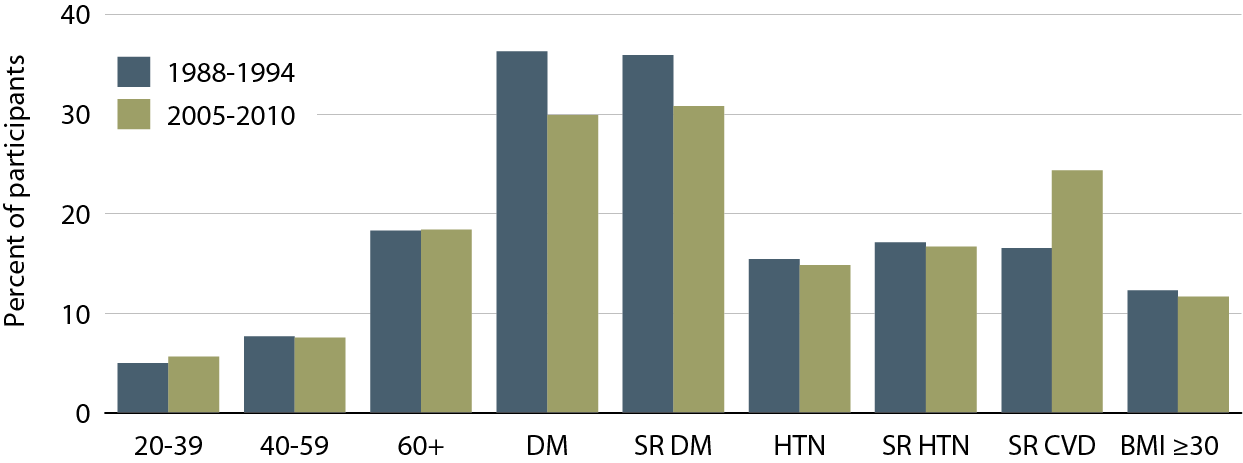 Percent of participants
40
30
20
10
0
1988-1994
2005-2010
20-39
40-59
60+
DM
SR DM
HTN
SR HTN
SR CVD
BMI ≥30